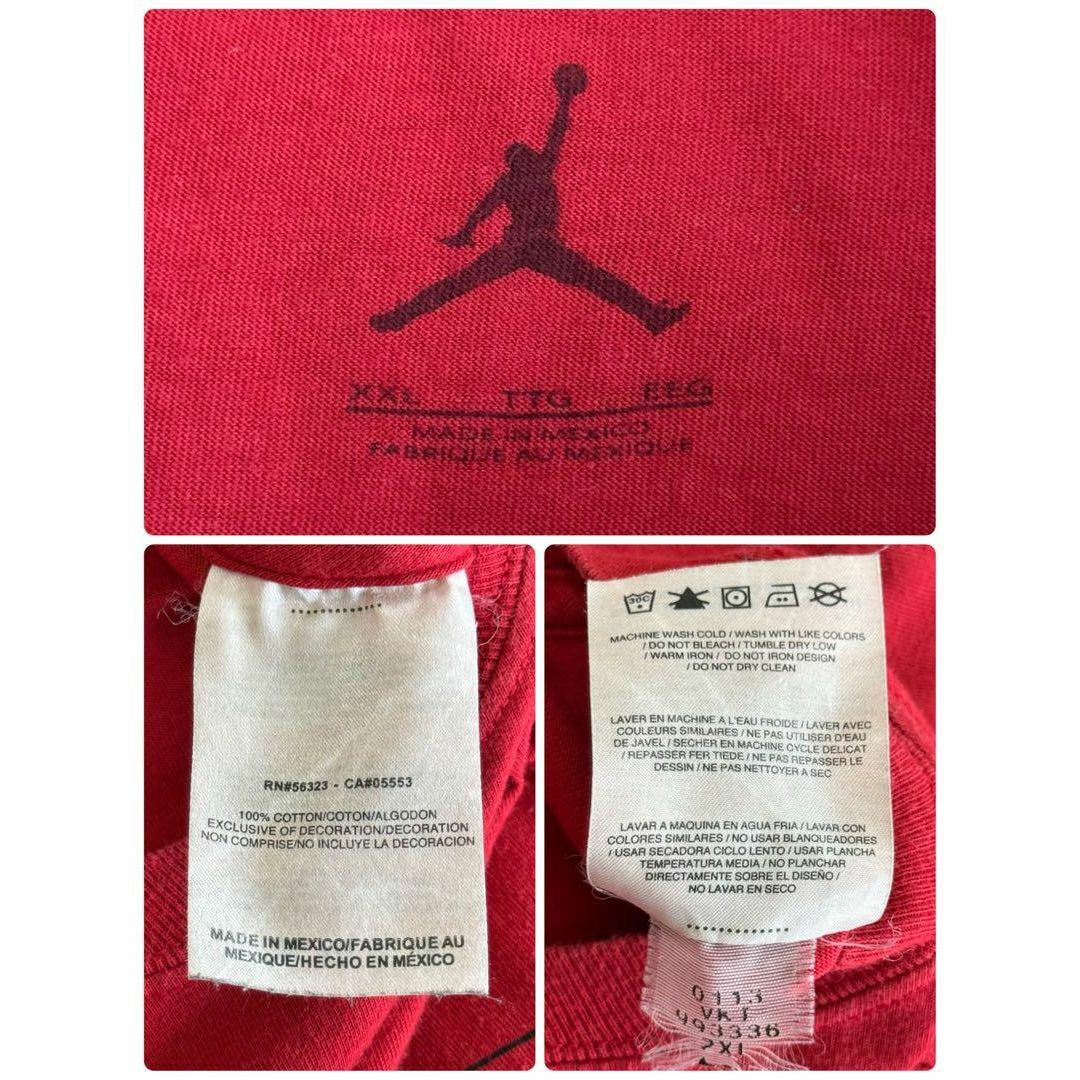 XXL TTG EEG
MADE IN MEXICO
FABRIQUE AU MEXIQUE
RN#56323 - CA#05553
100% COTTON/COTON/ALGODON
EXCLUSIVE OF DECORATION/DECORATION
NON COMPRISE/NO INCLUYE LA DECORACION
MADE IN MEXICO/FABRIQUE AU
MEXIQUE/HECHO EN MÉXICO
30C
MACHINE WASH COLD / WASH WITH LIKE COLORS
/ DO NOT BLEACH / TUMBLE DRY LOW
/ WARM IRON / DO NOT IRON DESIGN
/ DO NOT DRY CLEAN
LAVER EN MACHINE A L'EAU FROIDE / LAVER AVEC
COULEURS SIMILAIRES / NE PAS UTILISER D'EAU
DE JAVEL / SECHER EN MACHINE CYCLE DELICAT
/ REPASSER FER TIEDE / NE PAS REPASSER LE
DESSIN / NE PAS NETTOYER A SEC
LAVAR A MAQUINA EN AGUA FRIA / LAVAR CON
COLORES SIMILARES / NO USAR BLANQUEADORES
/ USAR SECADORA CICLO LENTO / USAR PLANCHA
TEMPERATURA MEDIA / NO PLANCHAR
DIRECTAMENTE SOBRE EL DISEÑO /
NO LAVAR EN SECO
0113
VKT
2XL